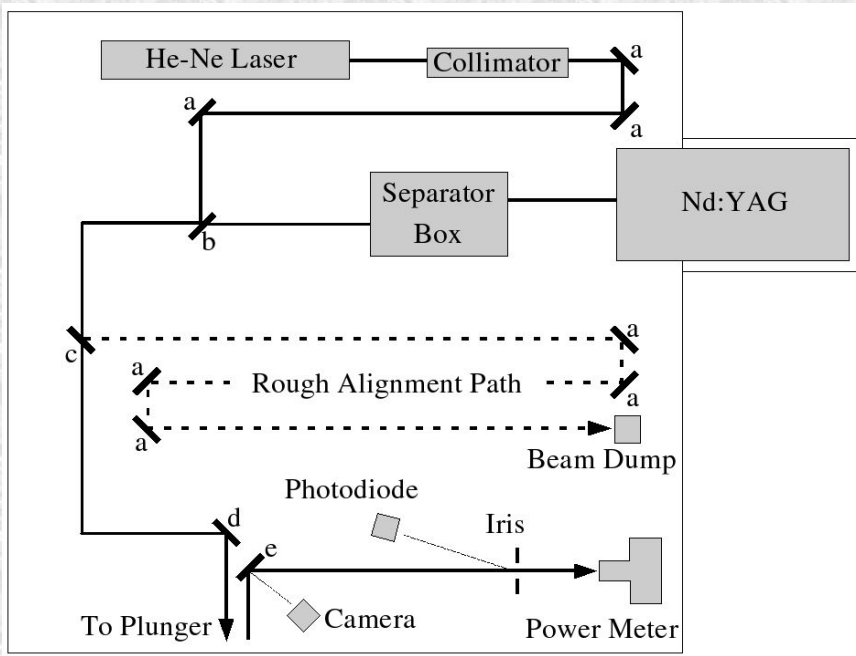 He-Ne Laser
Collimator
a
a
a
Separator
Box
Nd:YAG
b
c
a
a
Rough Alignment Path
a
a
Beam Dump
Photodiode
Iris
d
e
Camera
To Plunger
Power Meter